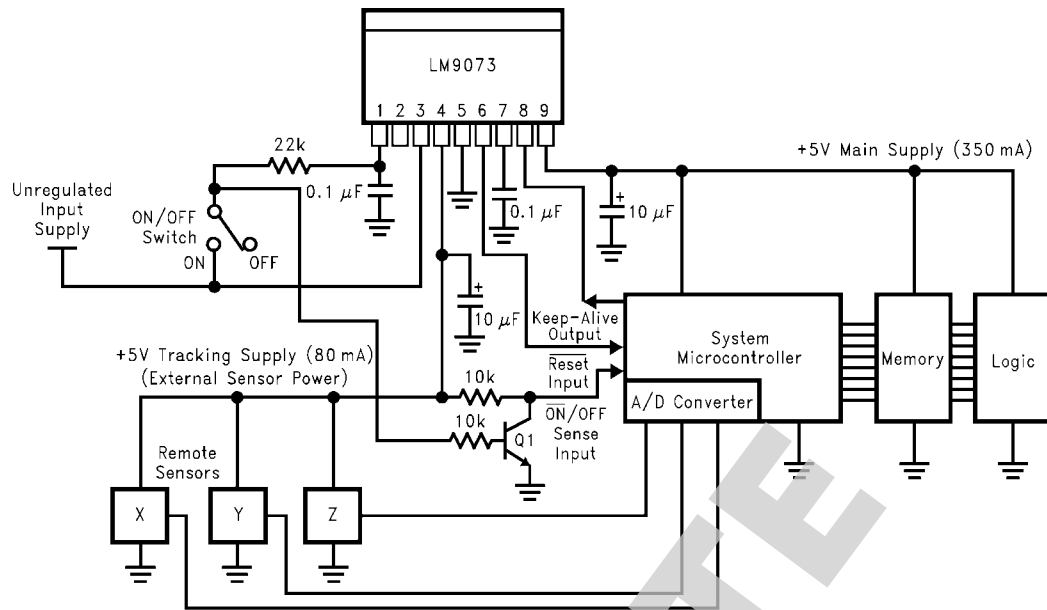 LM9073
1 2 3 4 5 6 7 8 9
22k
+5V Main Supply (350 mA)
Unregulated
Input
Supply
0.1 μF
0.1 μF
+
10 μF
ON/OFF
Switch
ON
OFF
+
10 μF
Keep-Alive
Output
System
Microcontroller
Memory
Logic
+5V Tracking Supply (80 mA)
(External Sensor Power)
Reset
Input
10k
A/D Converter
ON/OFF
Sense
Input
10k
Q1
Remote
Sensors
X
Y
Z
TE